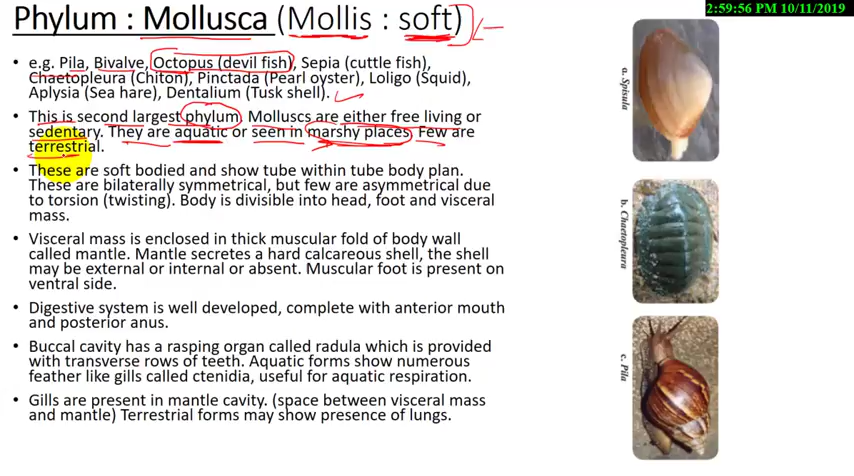 2:59:56 PM 10/11/2019
Phylum : Mollusca (Mollis : soft)
• e.g. Pila, Bivalve, Octopus (devil fish), Sepia (cuttle fish),
Chaetopleura (Chiton), Pinctada (Pearl oyster), Loligo (Squid),
Aplysia (Sea hare), Dentalium (Tusk shell).
• This is second largest phylum. Molluscs are either free living or
sedentary. They are aquatic or seen in marshy places. Few are
terrestrial.
• These are soft bodied and show tube within tube body plan.
These are bilaterally symmetrical, but few are asymmetrical due
to torsion (twisting). Body is divisible into head, foot and visceral
mass.
• Visceral mass is enclosed in thick muscular fold of body wall
called mantle. Mantle secretes a hard calcareous shell, the shell
may be external or internal or absent. Muscular foot is present on
ventral side.
• Digestive system is well developed, complete with anterior mouth
and posterior anus.
• Buccal cavity has a rasping organ called radula which is provided
with transverse rows of teeth. Aquatic forms show numerous
feather like gills called ctenidia, useful for aquatic respiration.
• Gills are present in mantle cavity. (space between visceral mass
and mantle) Terrestrial forms may show presence of lungs.
a. Spisula
b. Chaetopleura
c. Pila